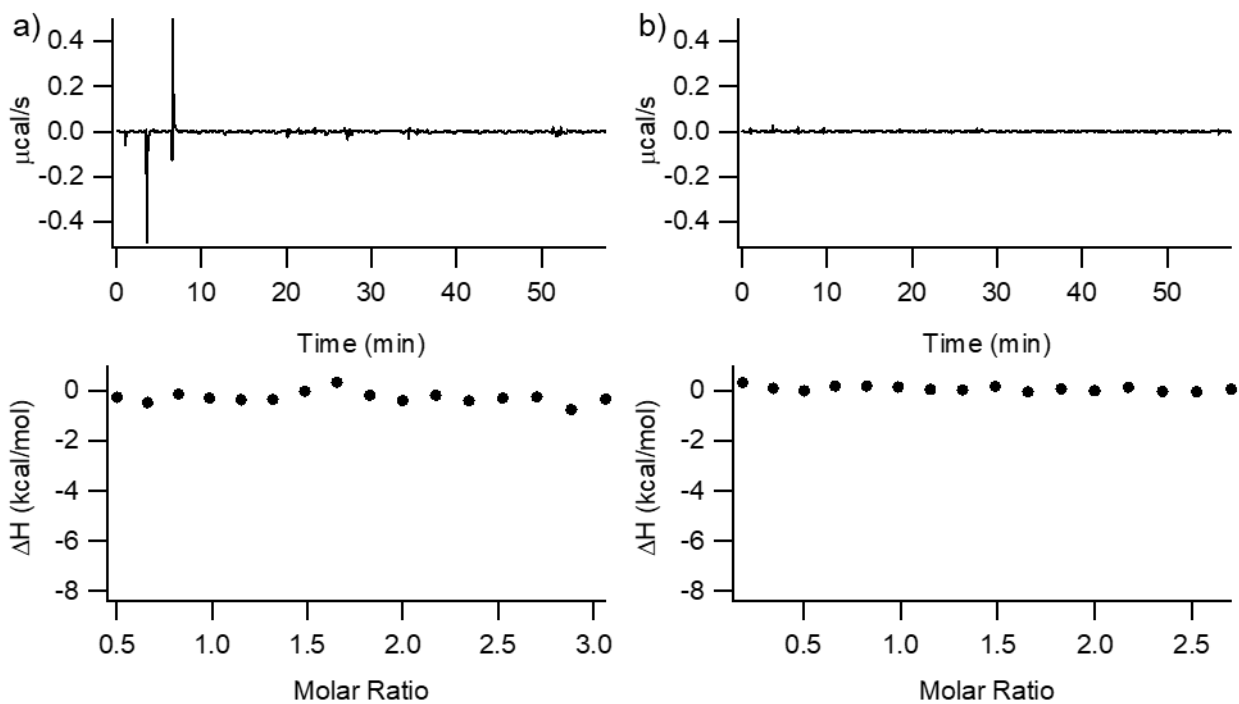 a)
0.4
0.2
0.0
-0.2
-0.4
μcal/s
0 10 20 30 40 50
Time (min)
0
-2
-4
-6
-8
ΔH (kcal/mol)
0.5 1.0 1.5 2.0 2.5 3.0
Molar Ratio
b)
0.4
0.2
0.0
-0.2
-0.4
μcal/s
0 10 20 30 40 50
Time (min)
0
-2
-4
-6
-8
ΔH (kcal/mol)
0.5 1.0 1.5 2.0 2.5
Molar Ratio